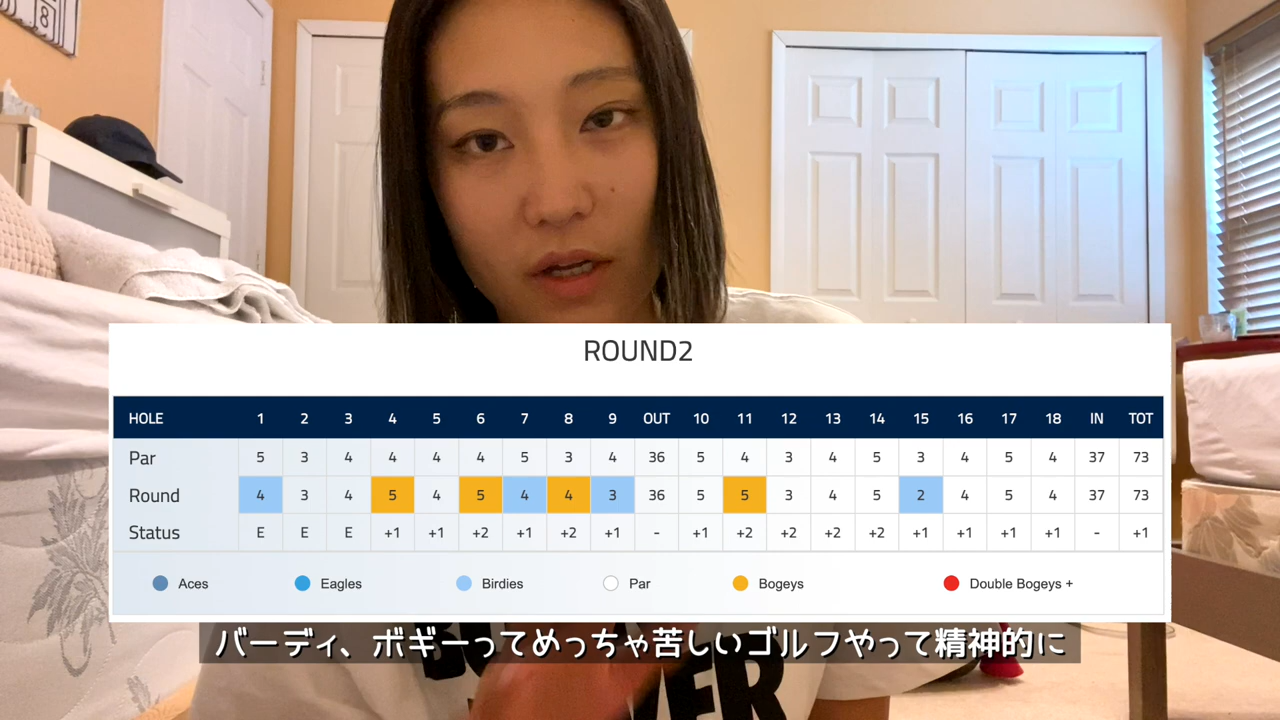 8
ROUND2
HOLE 1 2 3 4 5 6 7 8 9 OUT 10 11 12 13 14 15 16 17 18 IN TOT
Par 5 3 4 4 4 4 5 3 4 36 5 4 3 4 5 3 4 5 4 37 73
Round 4 3 4 5 4 5 4 4 3 36 5 5 3 4 5 2 4 5 4 37 73
Status E E E +1 +1 +2 +1 +2 +1 - +1 +2 +2 +2 +2 +1 +1 +1 +1 - +1
Aces Eagles Birdies Par Bogeys Double Bogeys +
バーディ、ボギーってめっちゃ苦しいゴルフやって精神的に